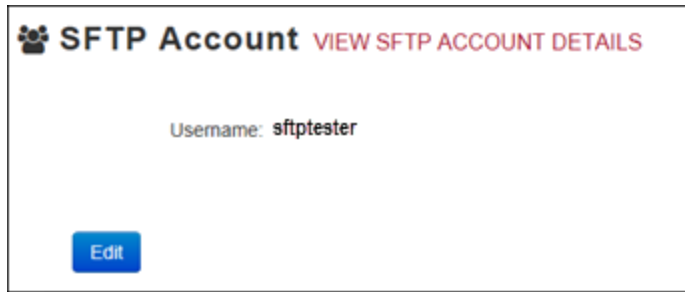 SFTP Account VIEW SFTP ACCOUNT DETAILS
Username: sftptester
Edit